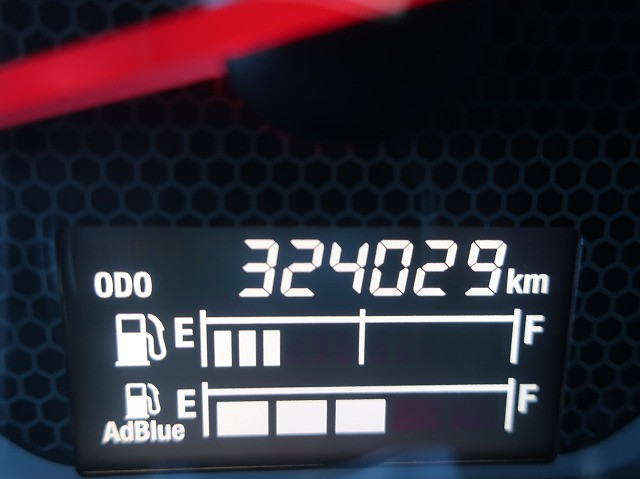 ODO 324029 km
E F
E F
AdBlue